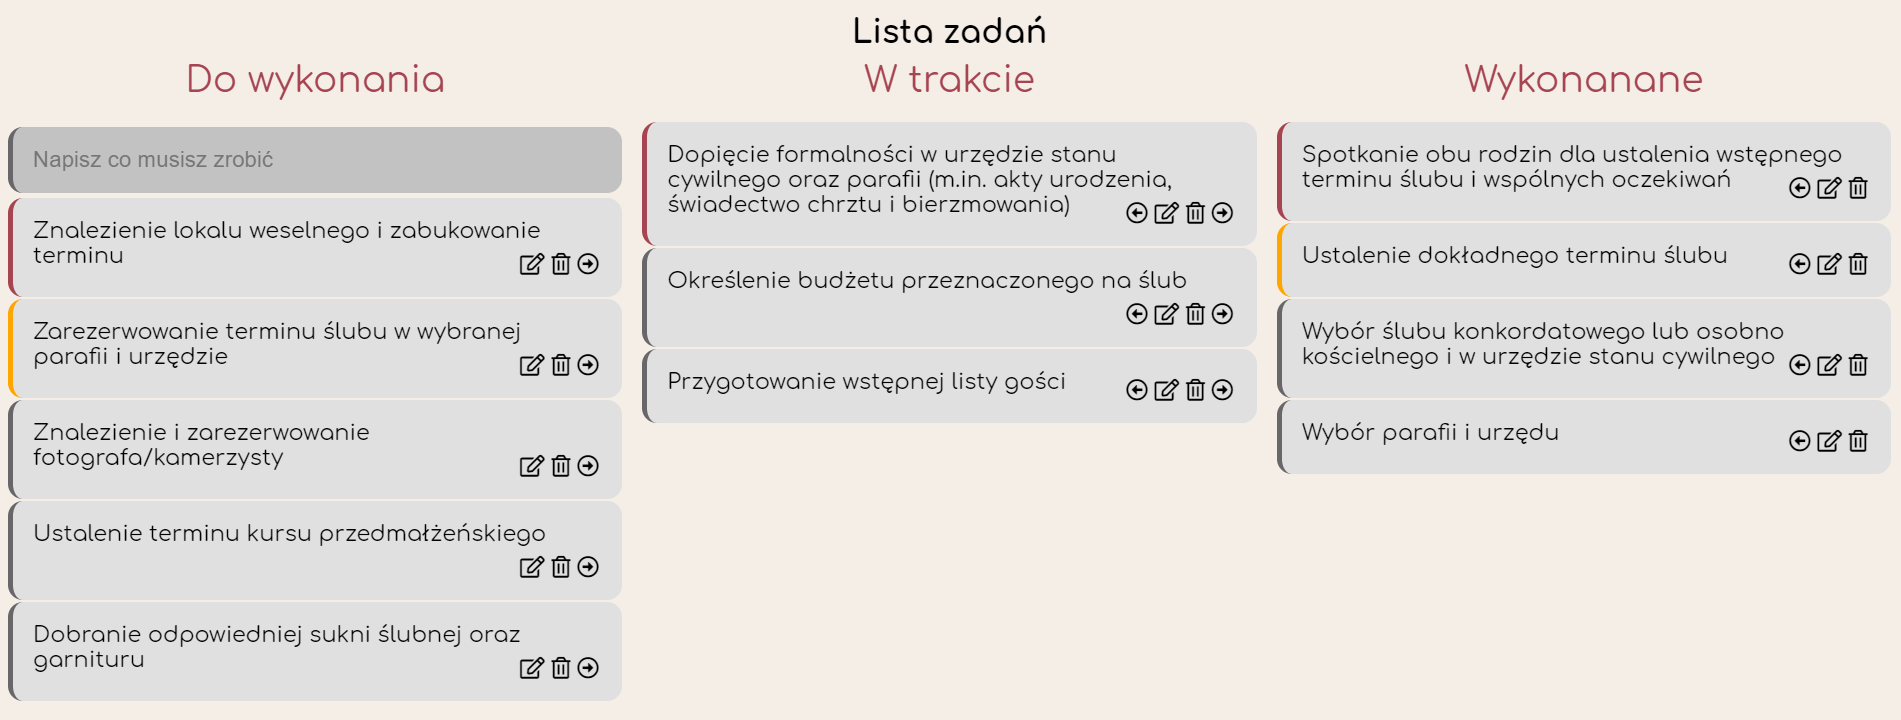 Lista zadań
Do wykonania
Napisz co musisz zrobić
Znalezienie lokalu weselnego i zabukowanie
terminu
Zarezerwowanie terminu ślubu w wybranej
parafii i urzędzie
Znalezienie i zarezerwowanie
fotografa/kamerzysty
Ustalenie terminu kursu przedmałżeńskiego
Dobranie odpowiedniej sukni ślubnej oraz
garnituru
W trakcie
Dopięcie formalności w urzędzie stanu
cywilnego oraz parafii (m.in. akty urodzenia,
świadectwo chrztu i bierzmowania)
Określenie budżetu przeznaczonego na ślub
Przygotowanie wstępnej listy gości
Wykonanane
Spotkanie obu rodzin dla ustalenia wstępnego
terminu ślubu i wspólnych oczekiwań
Ustalenie dokładnego terminu ślubu
Wybór ślubu konkordatowego lub osobno
kościelnego i w urzędzie stanu cywilnego
Wybór parafii i urzędu